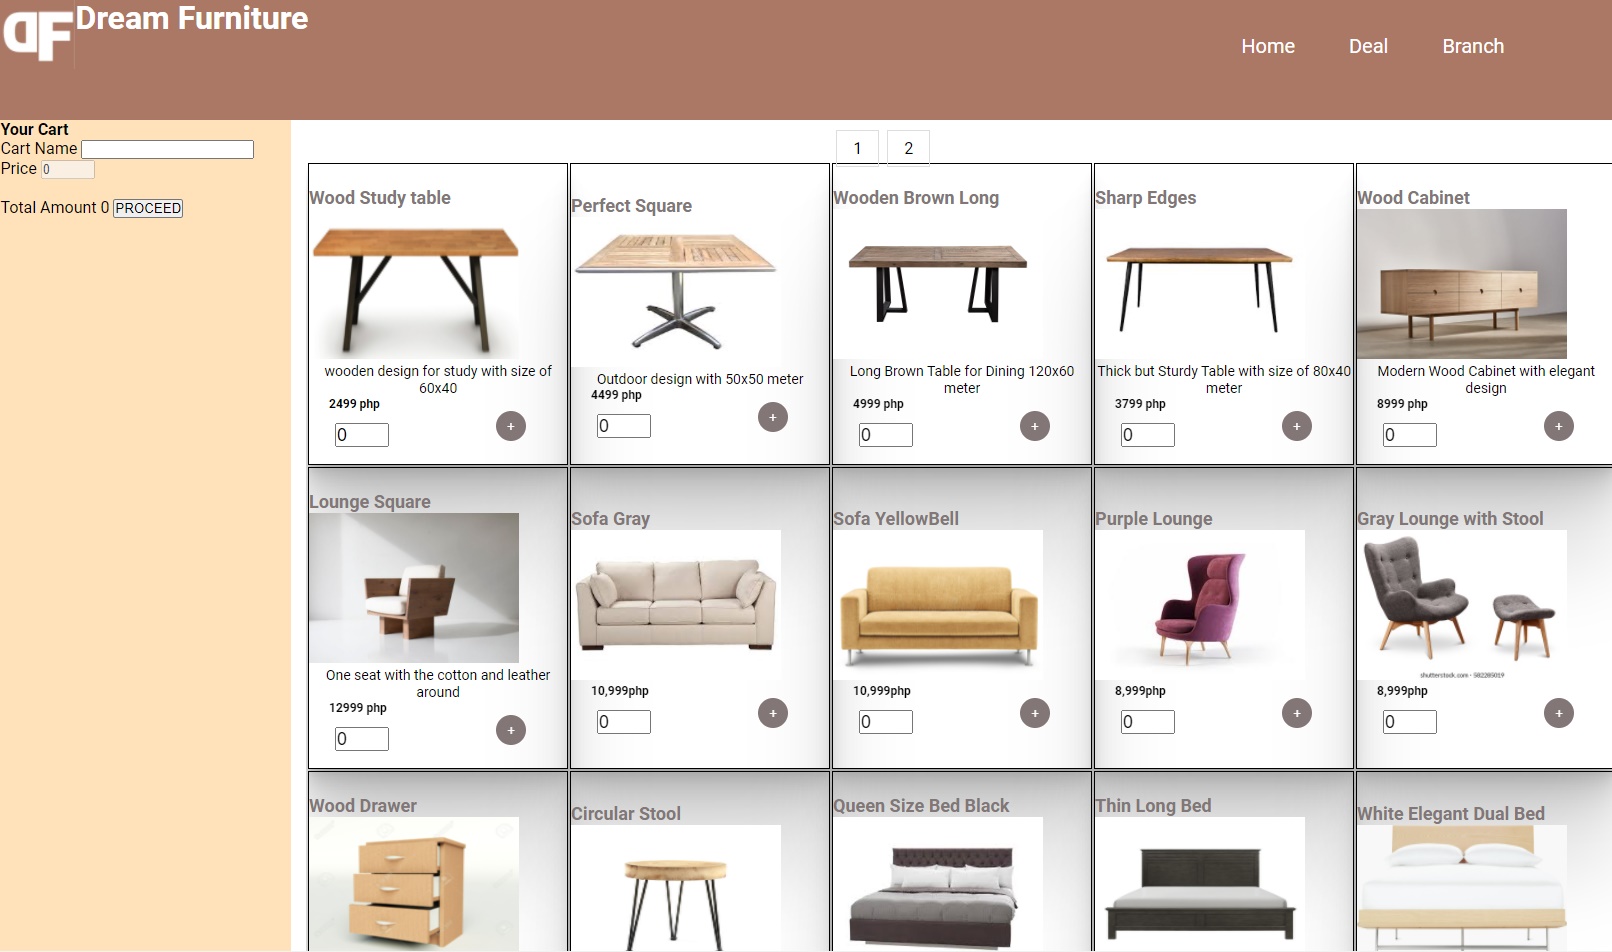 DF Dream Furniture
Home Deal Branch
Your Cart
Cart Name
Price 0
Total Amount 0 PROCEED
1 2
Wood Study table
wooden design for study with size of
60x40
2499 php
0 +
Perfect Square
Outdoor design with 50x50 meter
4499 php
0 +
Wooden Brown Long
Long Brown Table for Dining 120x60
meter
4999 php
0 +
Sharp Edges
Thick but Sturdy Table with size of 80x40
meter
3799 php
0 +
Wood Cabinet
Modern Wood Cabinet with elegant
design
8999 php
0 +
Lounge Square
One seat with the cotton and leather
around
12999 php
0 +
Sofa Gray
10,999php
0 +
Sofa YellowBell
10,999php
0 +
Purple Lounge
8,999php
0 +
Gray Lounge with Stool
shutterstock.com · 502285019
8,999php
0 +
Wood Drawer
Circular Stool
Queen Size Bed Black
Thin Long Bed
White Elegant Dual Bed